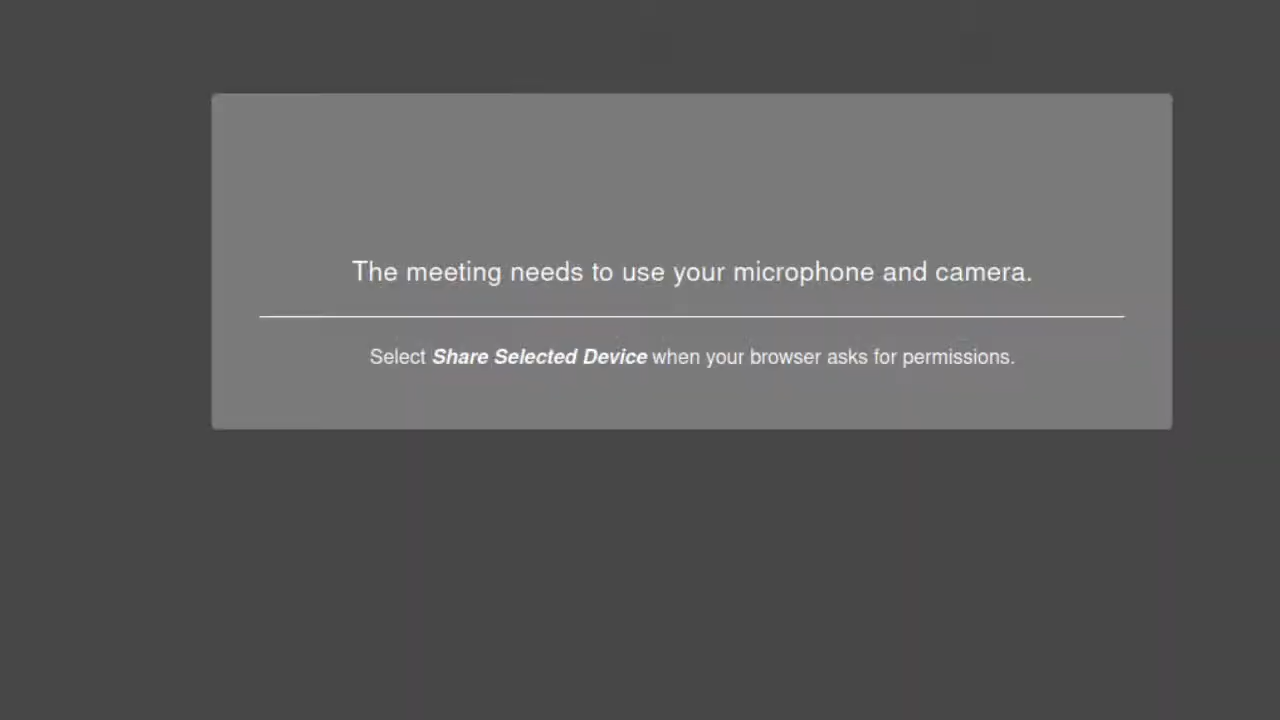 The meeting needs to use your microphone and camera.
Select Share Selected Device when your browser asks for permissions.